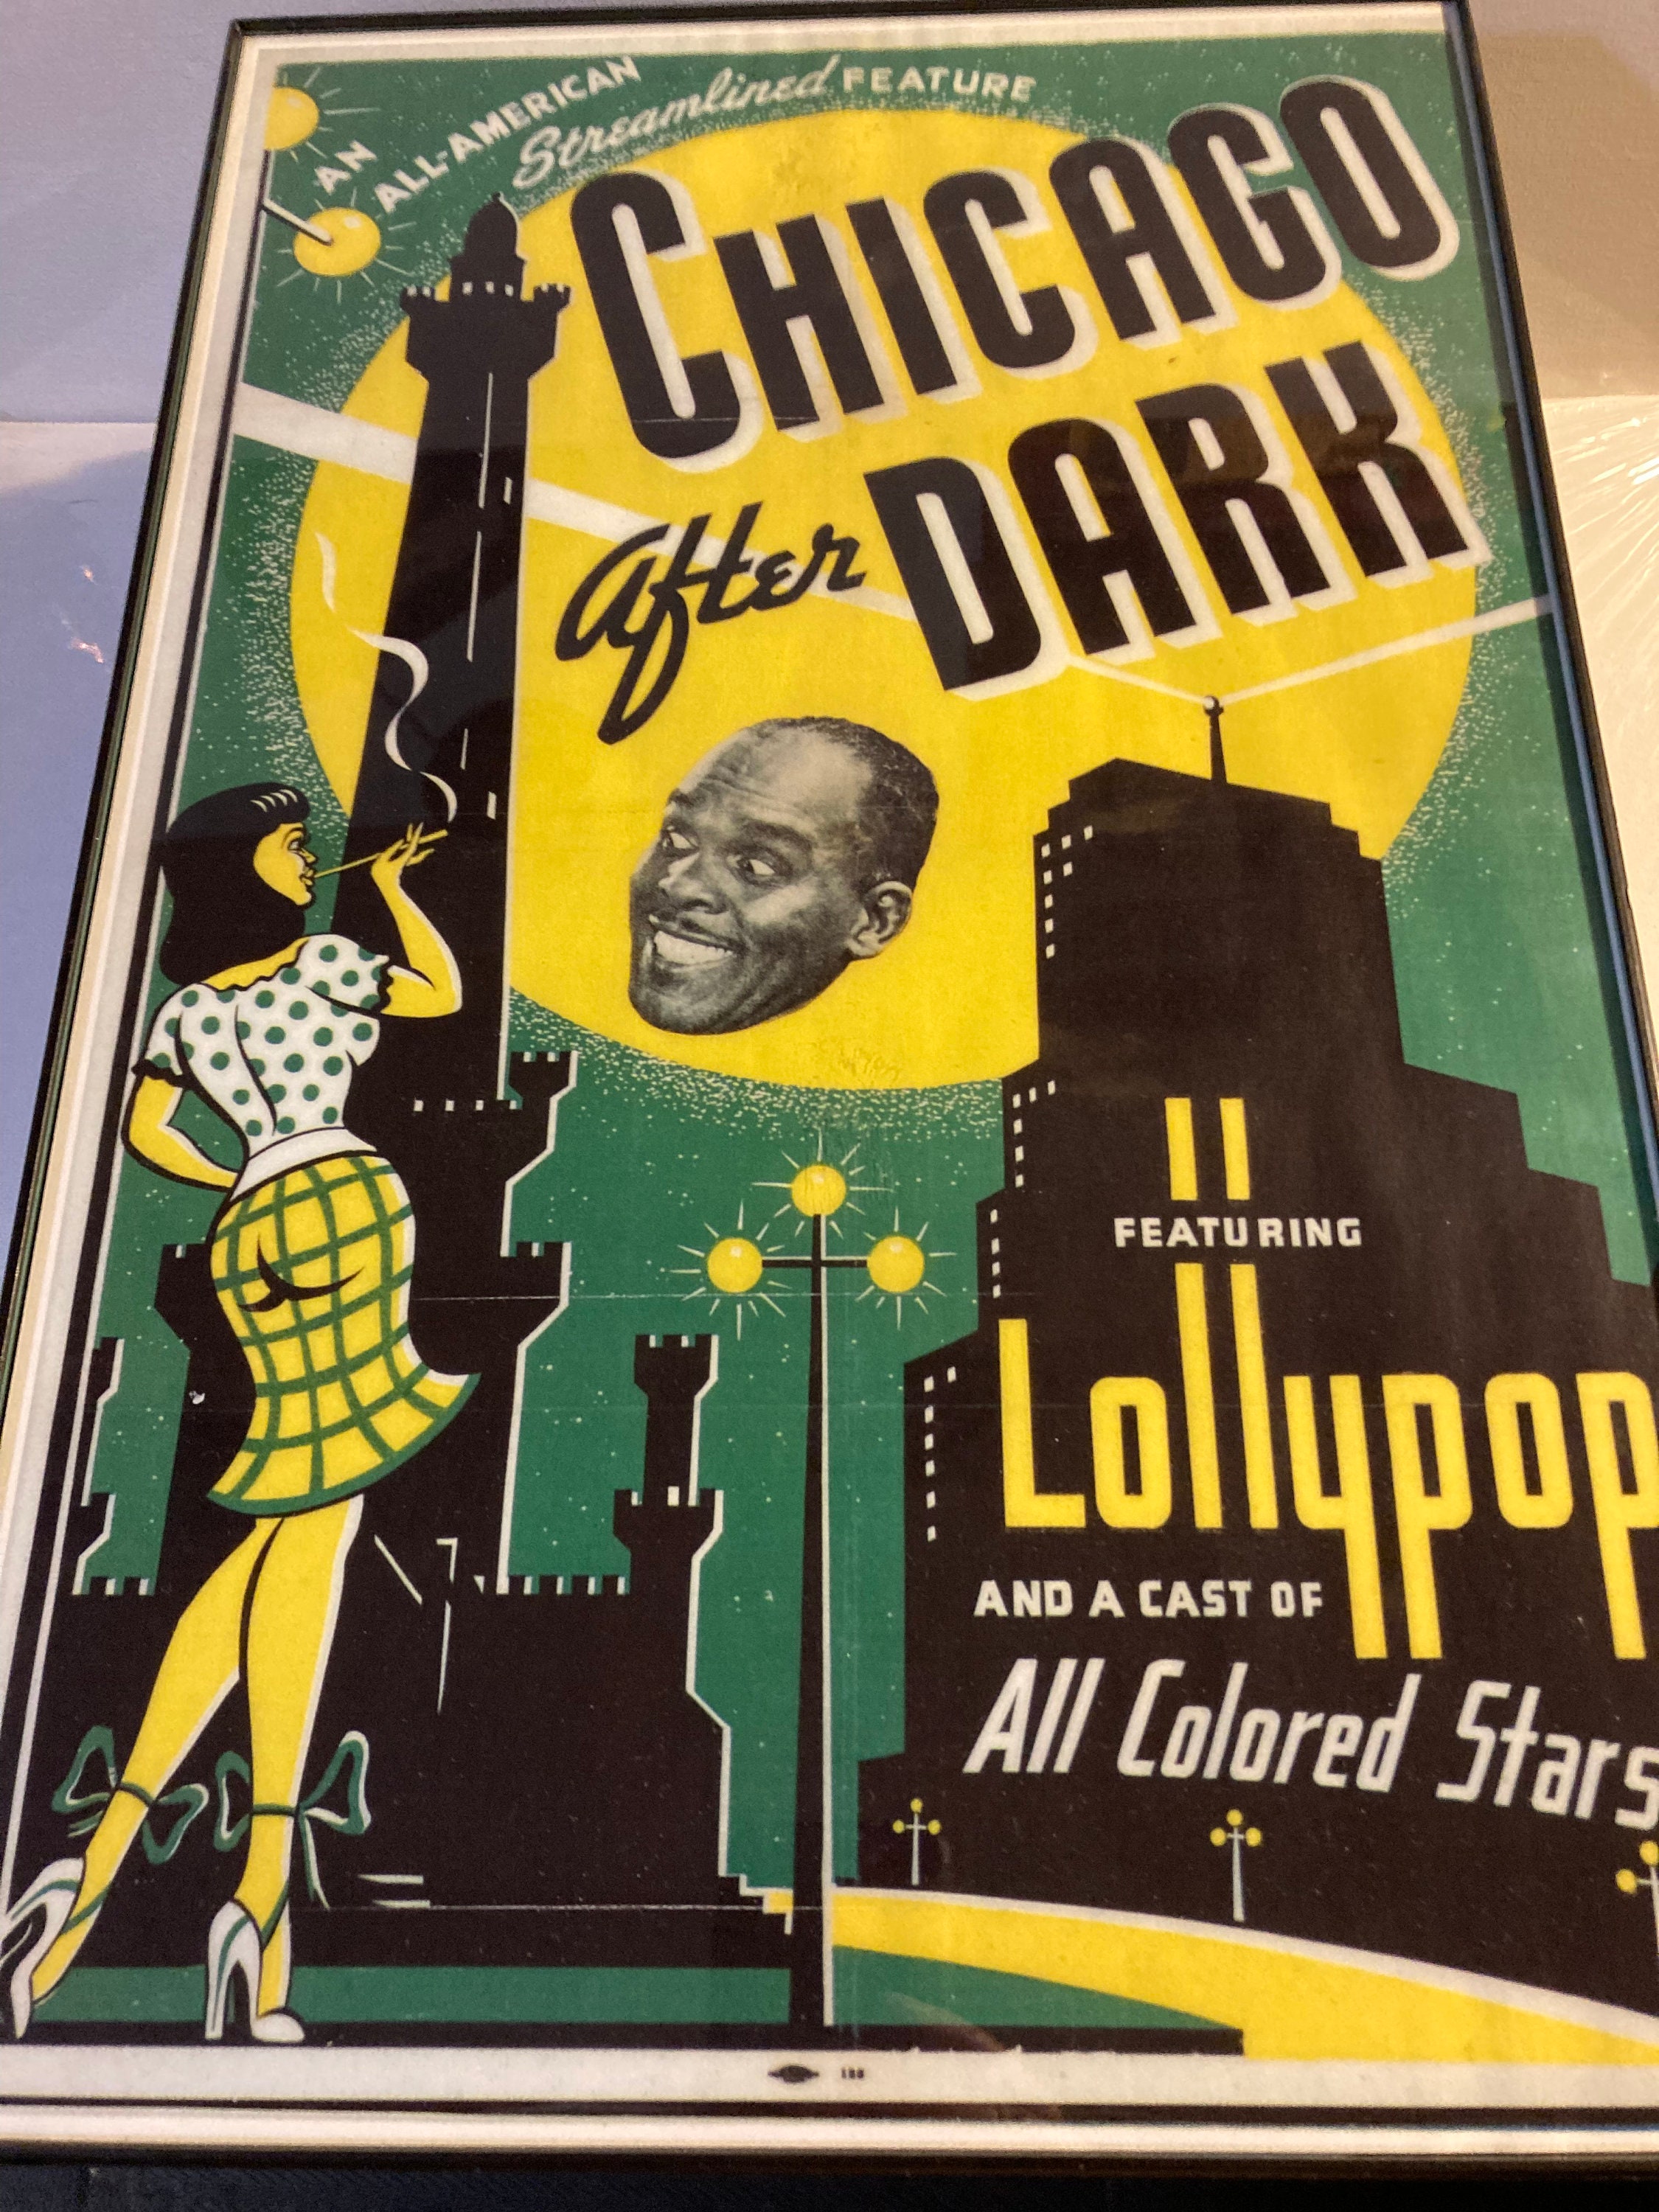 AN ALL-AMERICAN
Streamlined FEATURE
CHICAGO
After DARK
FEATURING
Lollypop
AND A CAST OF
All Colored Stars